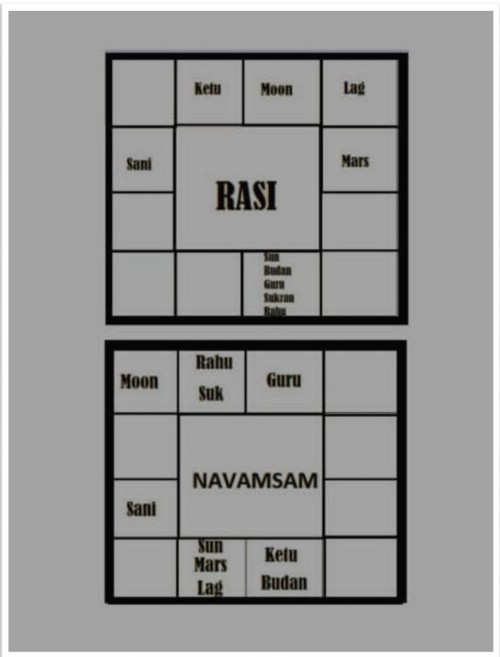 Ketu
Moon
Lag
Sani
Mars
RASI
Sun
Budan
Guru
Sukran
Rahu
Moon
Rahu
Suk
Guru
NAVAMSAM
Sani
Sun
Mars
Lag
Ketu
Budan